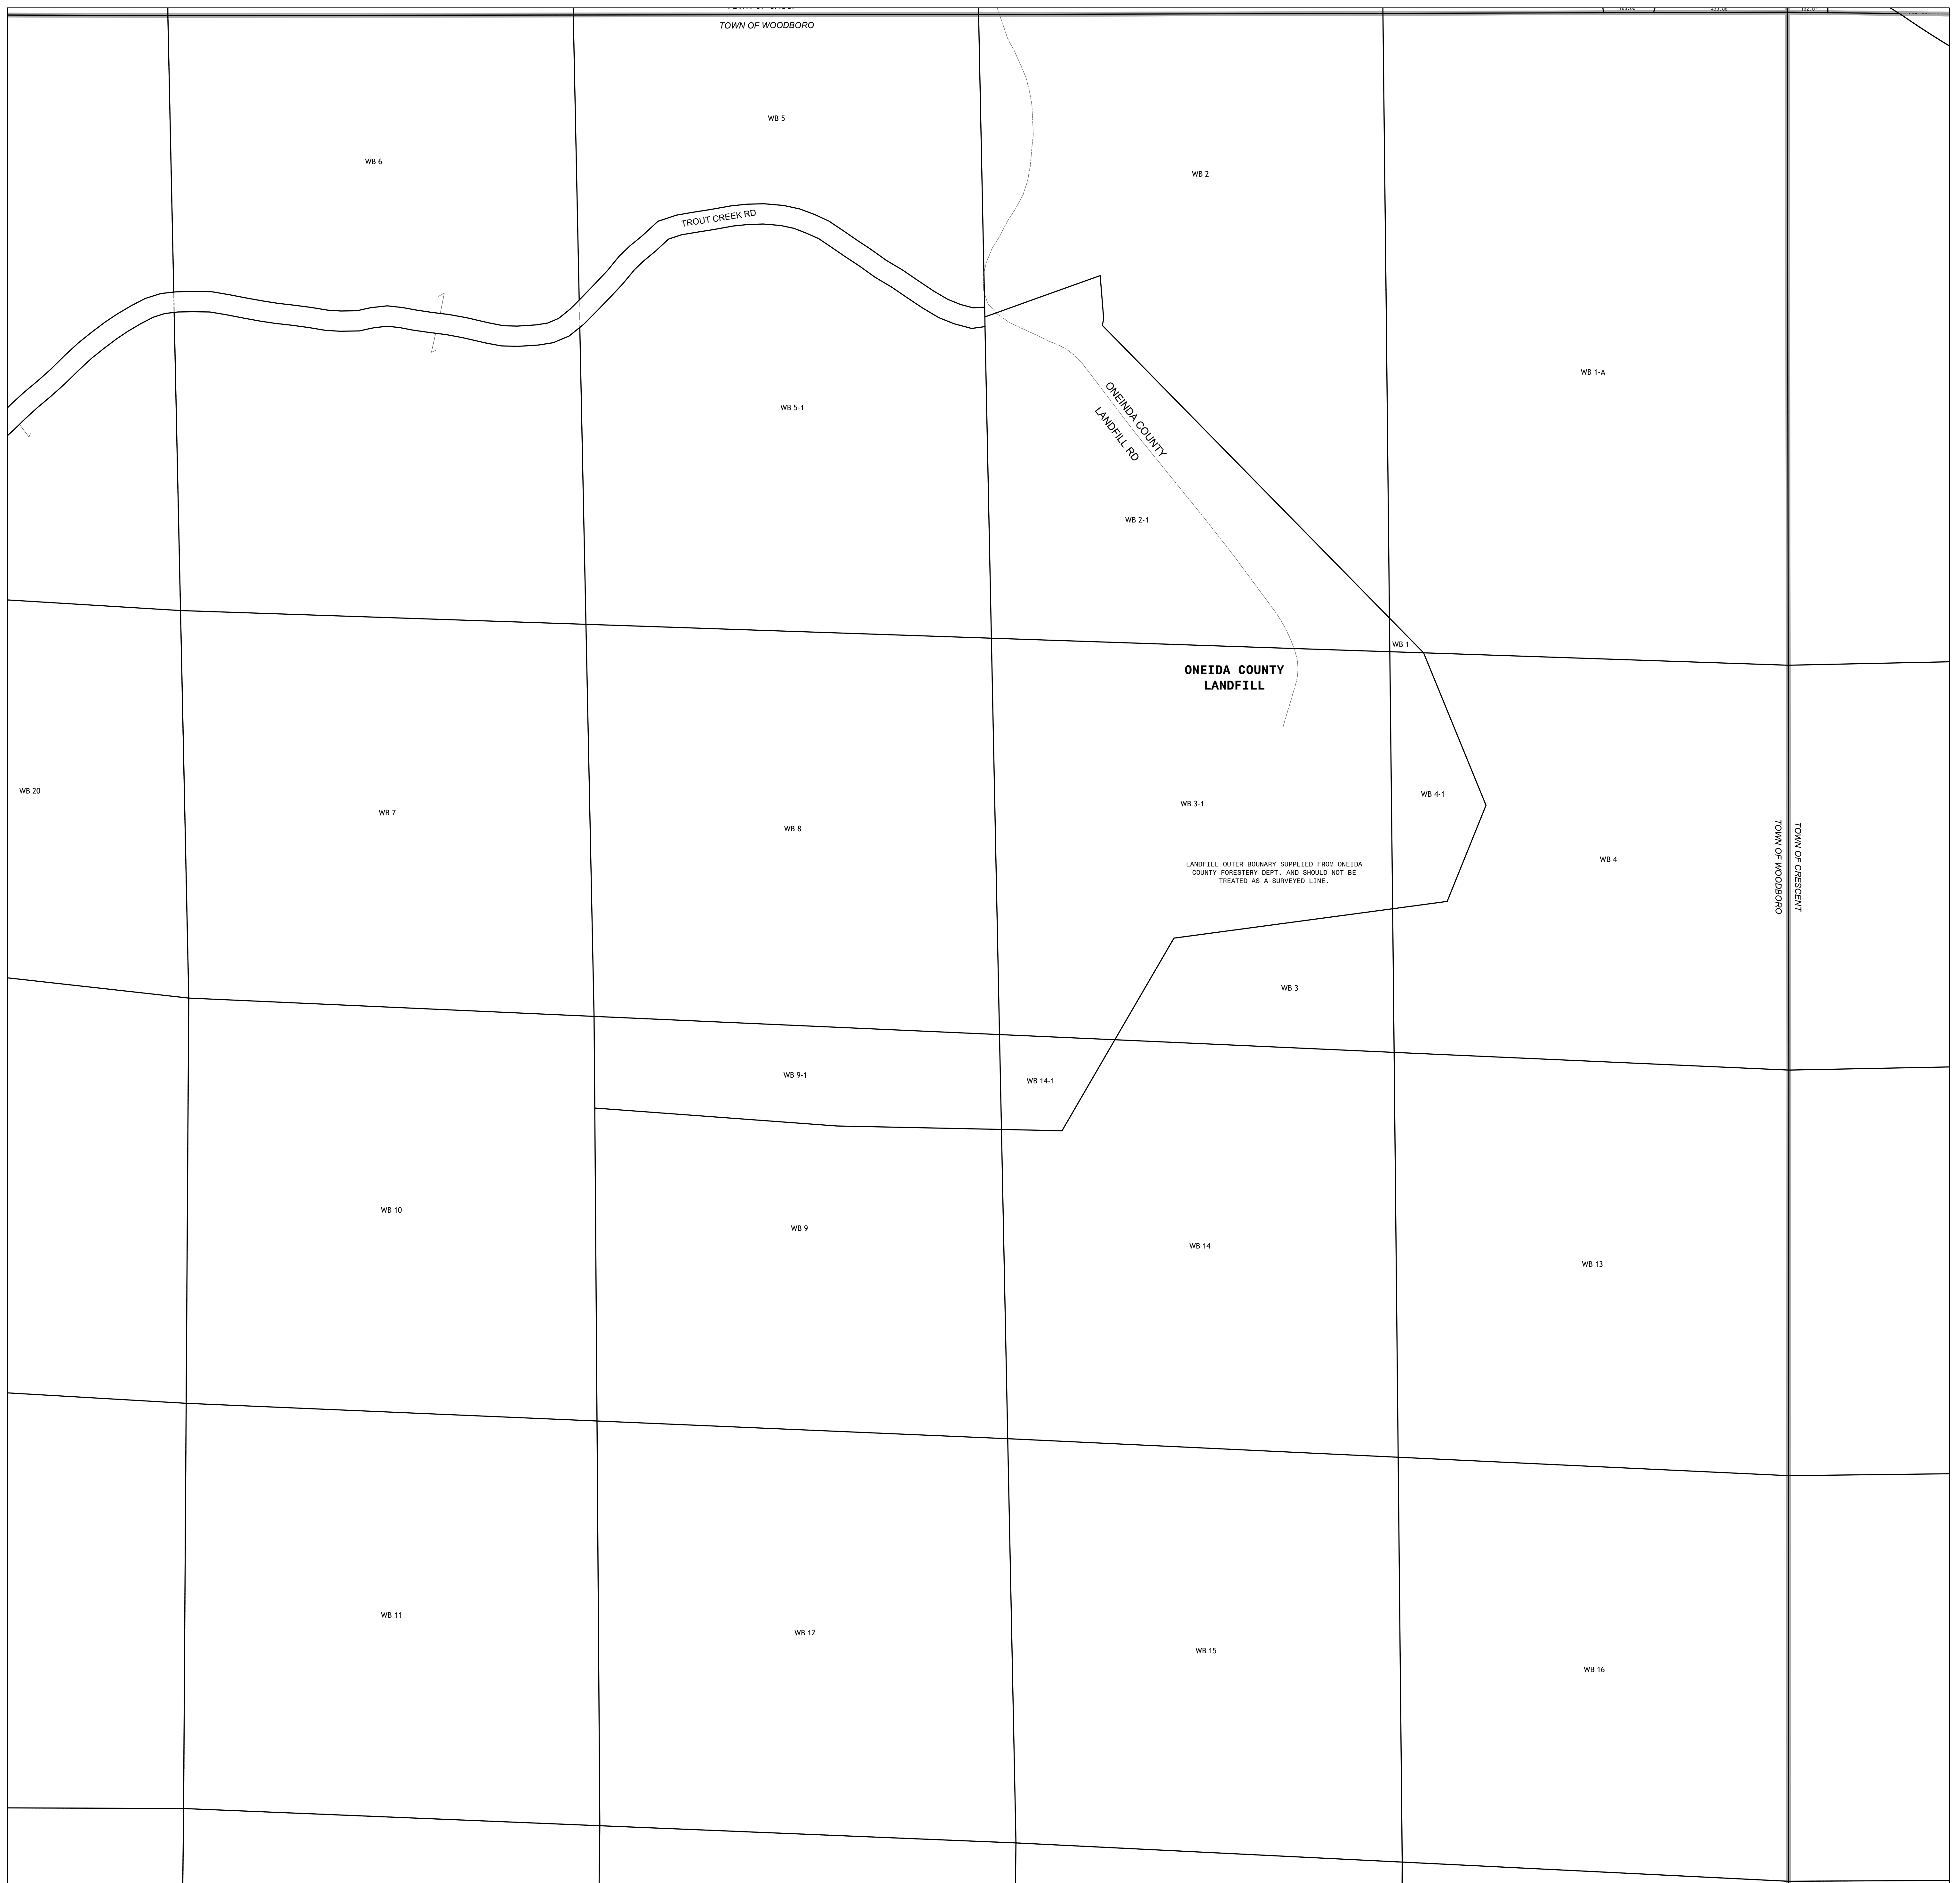 TOWN OF WOODBORO
WB 5
WB 6
WB 2
TROUT CREEK RD
WB 1-A
ONEINDA COUNTY
LANDFILL RD
WB 5-1
WB 2-1
WB 1
ONEIDA COUNTY
LANDFILL
WB 20
WB 7
WB 8
WB 3-1
WB 4-1
WB 4
TOWN OF WOODBORO
TOWN OF CRESCENT
LANDFILL OUTER BOUNARY SUPPLIED FROM ONEIDA
COUNTY FORESTERY DEPT. AND SHOULD NOT BE
TREATED AS A SURVEYED LINE.
WB 3
WB 9-1
WB 14-1
WB 10
WB 9
WB 14
WB 13
WB 11
WB 12
WB 15
WB 16